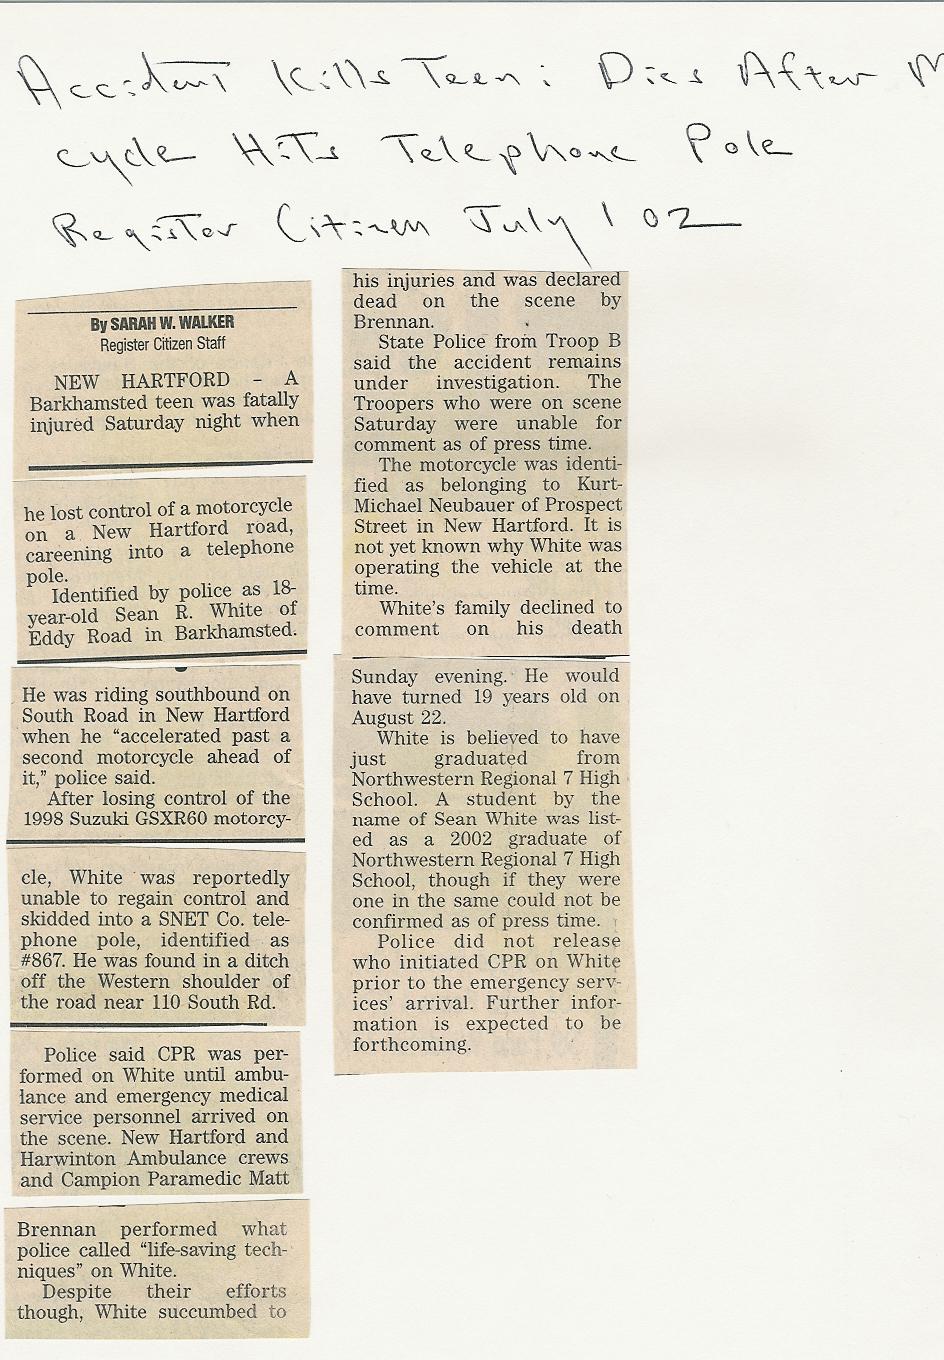 Accident Kills Teen: Dies After M
cycle Hits Telephone Pole
Register Citizen July 1 02
By SARAH W. WALKER
Register Citizen Staff
NEW HARTFORD – A
Barkhamsted teen was fatally
injured Saturday night when
he lost control of a motorcycle
on a New Hartford road,
careening into a telephone
pole.
Identified by police as 18-
year-old Sean R. White of
Eddy Road in Barkhamsted.
He was riding southbound on
South Road in New Hartford
when he “accelerated past a
second motorcycle ahead of
it,” police said.
After losing control of the
1998 Suzuki GSXR60 motorcy-
cle, White was reportedly
unable to regain control and
skidded into a SNET Co. tele-
phone pole, identified as
#867. He was found in a ditch
off the Western shoulder of
the road near 110 South Rd.
Police said CPR was per-
formed on White until ambu-
lance and emergency medical
service personnel arrived on
the scene. New Hartford and
Harwinton Ambulance crews
and Campion Paramedic Matt
Brennan performed what
police called “life-saving tech-
niques” on White.
Despite their efforts
though, White succumbed to
his injuries and was declared
dead on the scene by
Brennan.
State Police from Troop B
said the accident remains
under investigation. The
Troopers who were on scene
Saturday were unable for
comment as of press time.
The motorcycle was identi-
fied as belonging to Kurt-
Michael Neubauer of Prospect
Street in New Hartford. It is
not yet known why White was
operating the vehicle at the
time.
White’s family declined to
comment on his death
Sunday evening. He would
have turned 19 years old on
August 22.
White is believed to have
just graduated from
Northwestern Regional 7 High
School. A student by the
name of Sean White was list-
ed as a 2002 graduate of
Northwestern Regional 7 High
School, though if they were
one in the same could not be
confirmed as of press time.
Police did not release
who initiated CPR on White
prior to the emergency serv-
ices’ arrival. Further infor-
mation is expected to be
forthcoming.